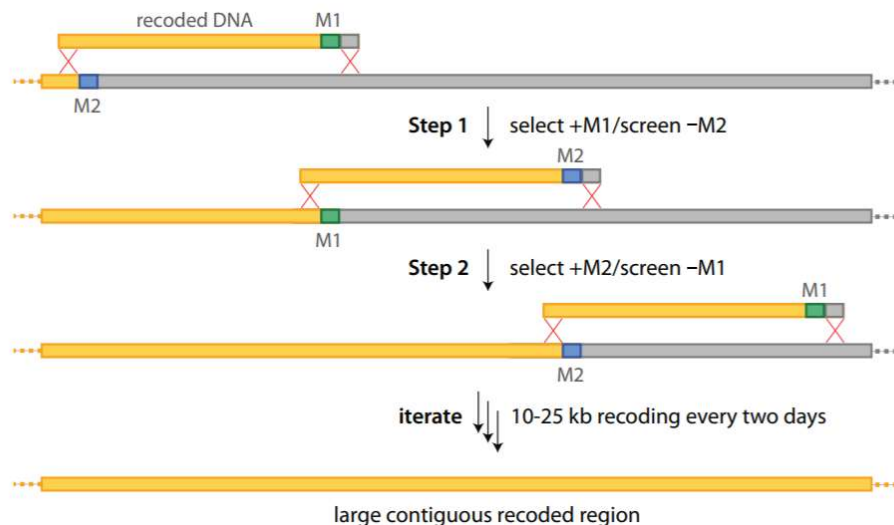 recoded DNA M1
M2
Step 1 select +M1/screen −M2
M2
M1
Step 2 select +M2/screen −M1
M1
M2
iterate 10-25 kb recoding every two days
large contiguous recoded region